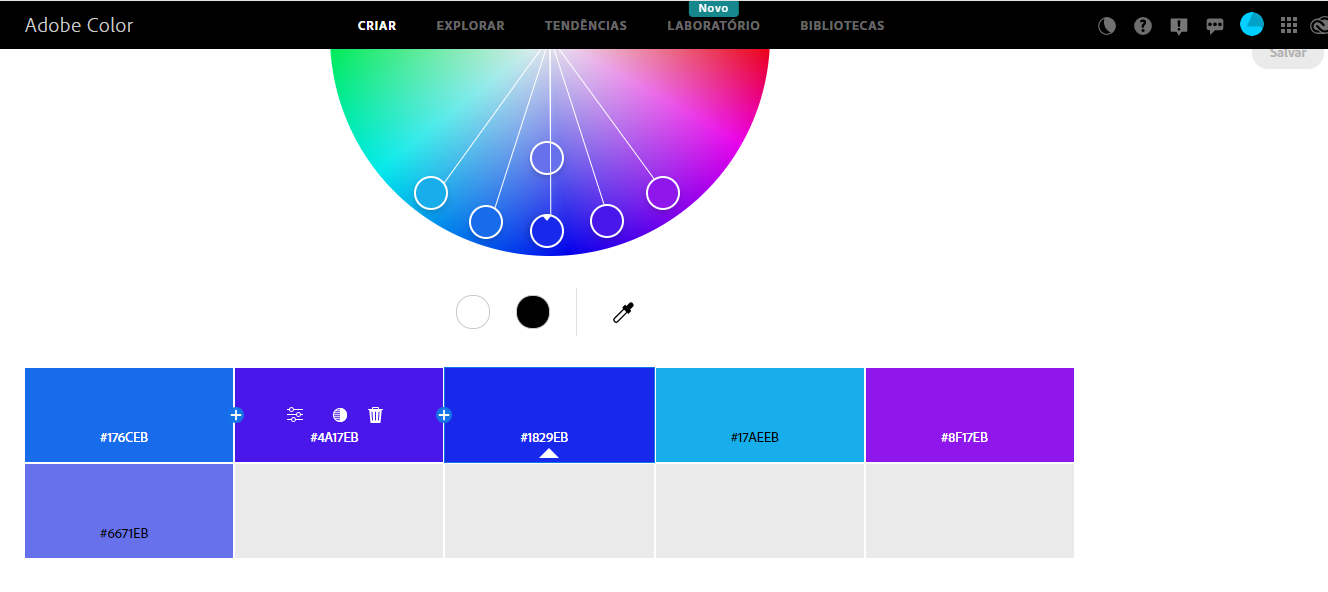 Novo
Adobe Color CRIAR EXPLORAR TENDÊNCIAS LABORATÓRIO BIBLIOTECAS
Salvar
#176CEB #4A17EB #1829EB #17AEEB #8F17EB
#6671EB